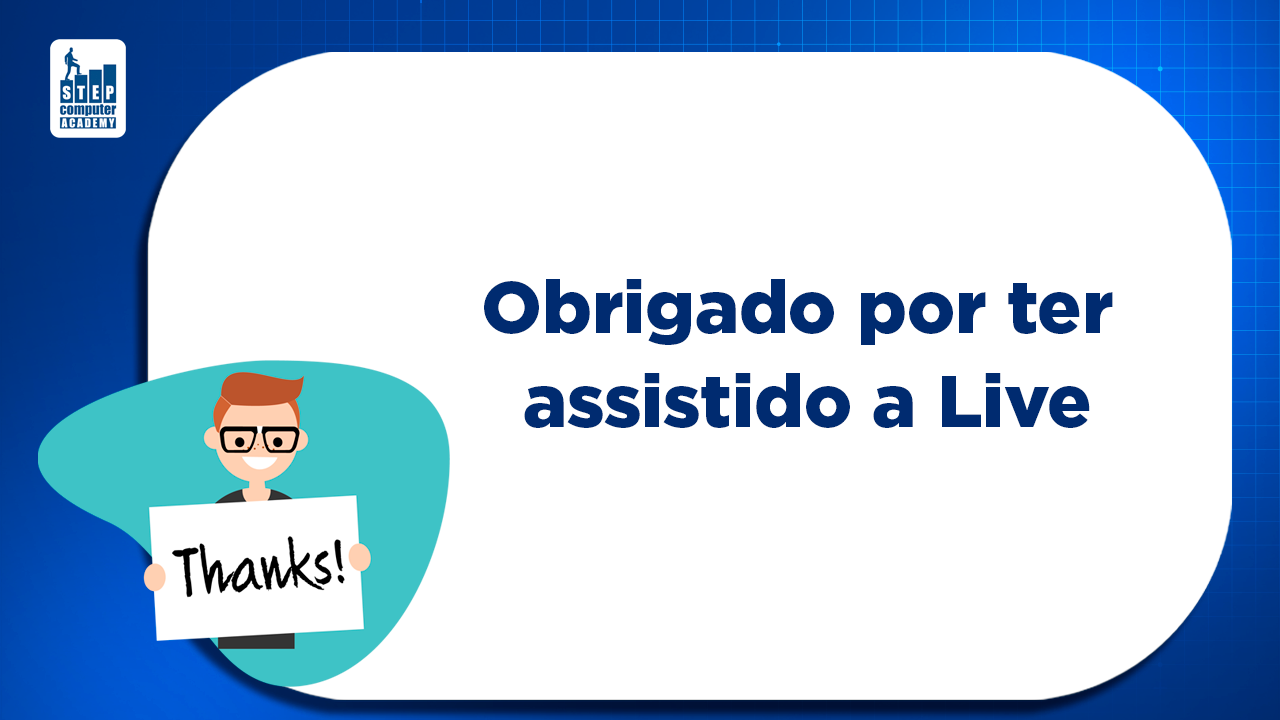 STEP
computer
ACADEMY
Obrigado por ter
assistido a Live
Thanks!